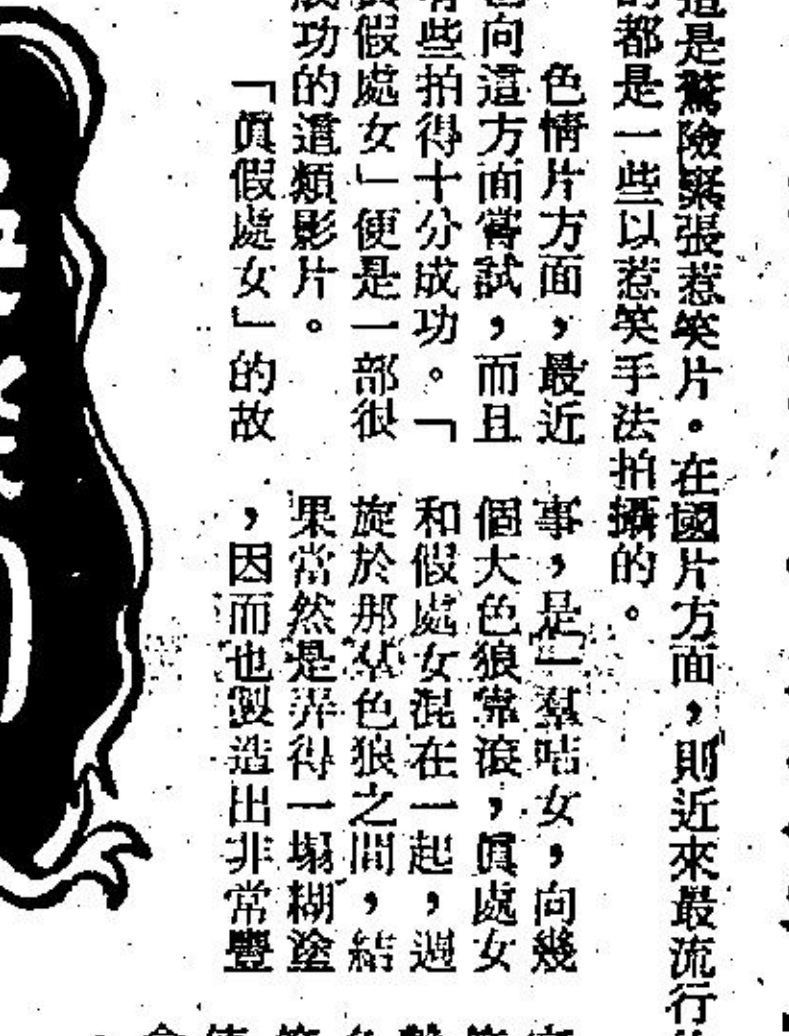 這是驚險緊張惹笑片。在國片方面，則近來最流行
的都是一些以惹笑手法拍攝的。
色情片方面，最近
向這方面嘗試，而且
有些拍得十分成功。「
眞假處女」便是一部很
成功的這類影片。
「眞假處女」的故
事，是一羣咭女，向幾
個大色狼常滾，眞處女
和假處女混在一起，週
旋於那羣色狼之間，結
果當然是弄得一塌糊塗
，因而也製造出非常豐